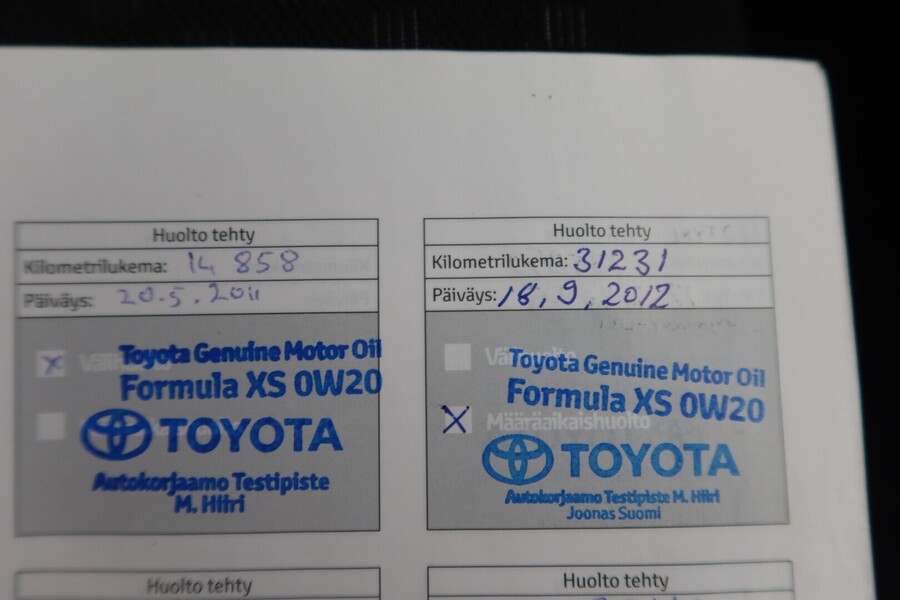 Huolto tehty
Kilometrilukema: 14 858
Päiväys: 20.5.2011
Toyota Genuine Motor Oil
Formula XS 0W20
TOYOTA
Autokorjaamo Testipiste
M. Hiiri
Huolto tehty
Kilometrilukema: 31231
Päiväys: 18,9,2012
Toyota Genuine Motor Oil
Formula XS 0W20
Määräaikaishuolto
TOYOTA
Autokorjaamo Testipiste M. Hiiri
Joonas Suomi
Huolto tehty
Huolto tehty